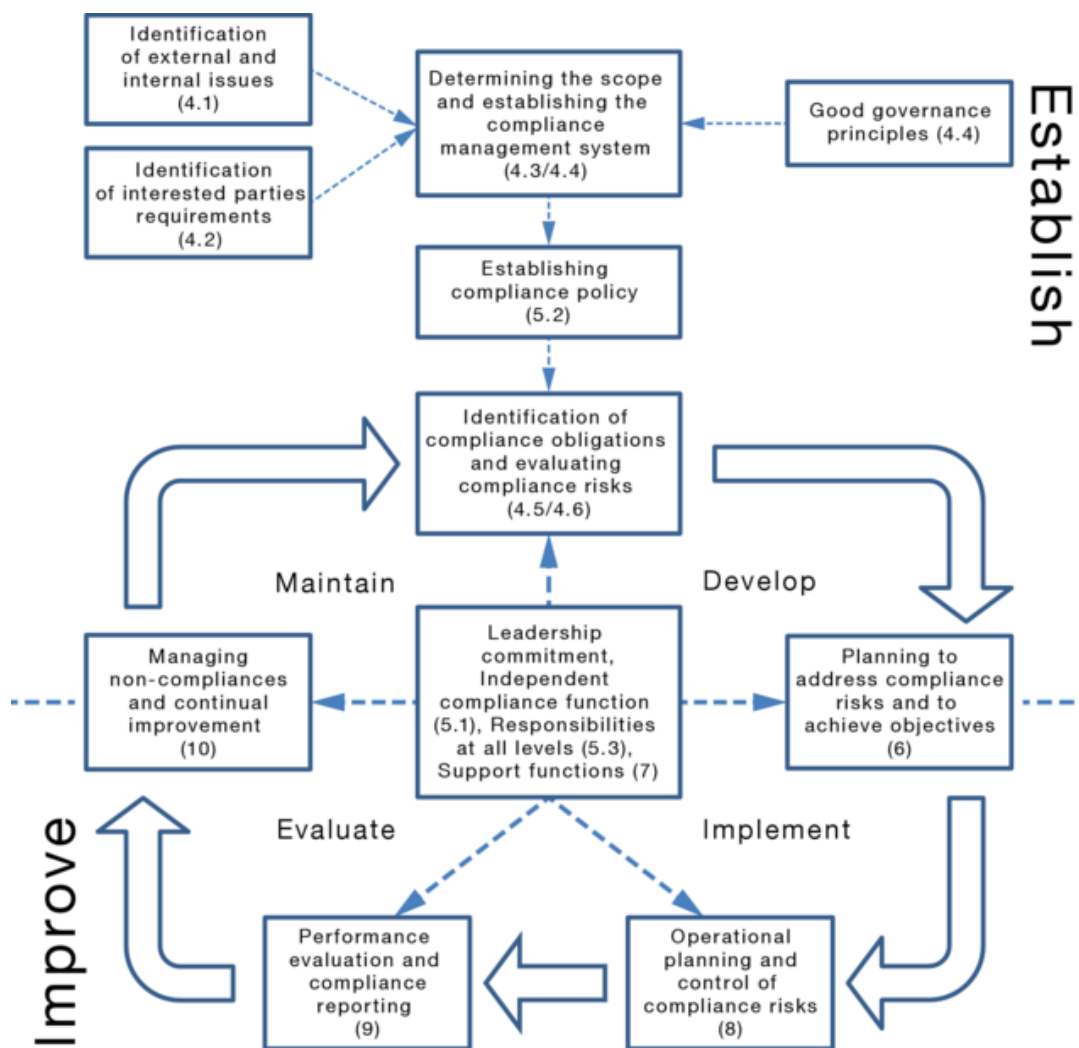 Identification
of external and
internal issues
(4.1)
Determining the scope
and establishing the
compliance
management system
(4.3/4.4)
Good governance
principles (4.4)
Establish
Identification
of interested parties
requirements
(4.2)
Establishing
compliance policy
(5.2)
Identification of
compliance obligations
and evaluating
compliance risks
(4.5/4.6)
Maintain
Develop
Managing
non-compliances
and continual
improvement
(10)
Leadership
commitment,
Independent
compliance function
(5.1), Responsibilities
at all levels (5.3),
Support functions (7)
Planning to
address compliance
risks and to
achieve objectives
(6)
Evaluate
Implement
Improve
Performance
evaluation and
compliance
reporting
(9)
Operational
planning and
control of
compliance risks
(8)